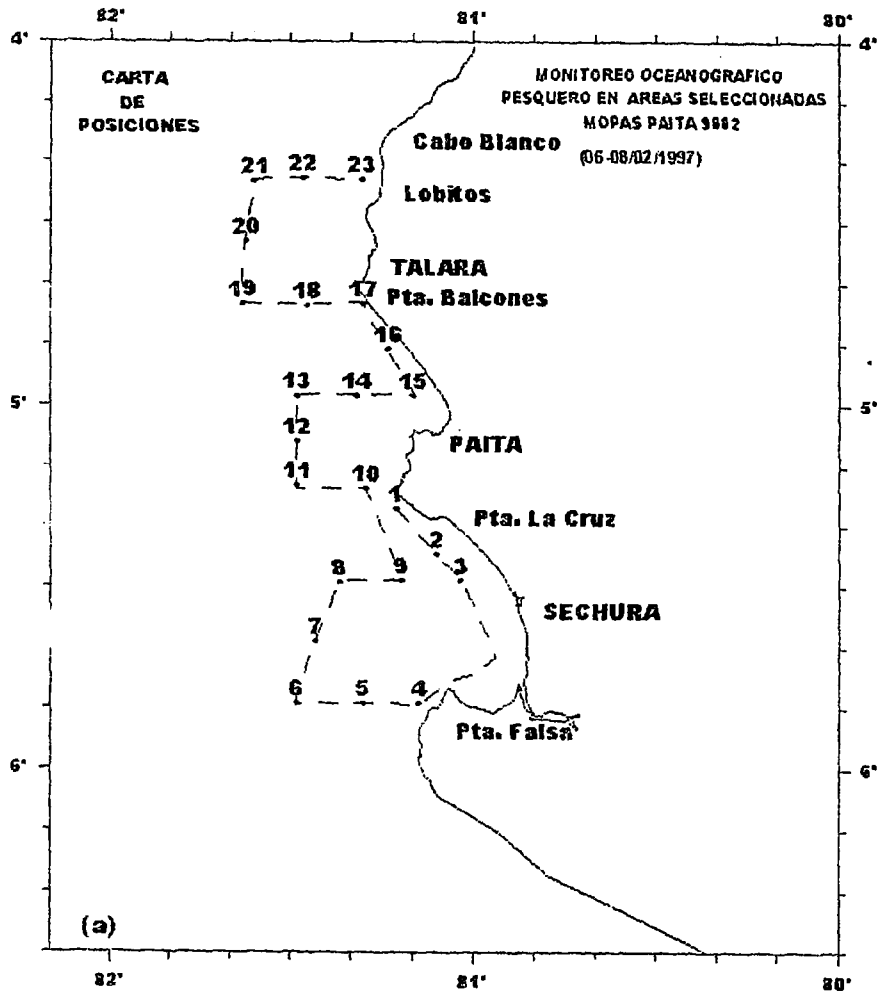 82° 81° 80°
4° 4°
CARTA
DE
POSICIONES
MONITOREO OCEANOGRAFICO
PESQUERO EN AREAS SELECCIONADAS
MOPAS PAITA 9602
(06-08/02/1997)
Cabo Blanco
21 22 23
Lobitos
20
TALARA
19 18 17
Pta. Balcones
16
13 14 15
5° 5°
12
PAITA
11 10
1
Pta. La Cruz
2
8 9 3
SECHURA
7
6 5 4
Pta. Falsa
6° 6°
(a)
82° 81° 80°